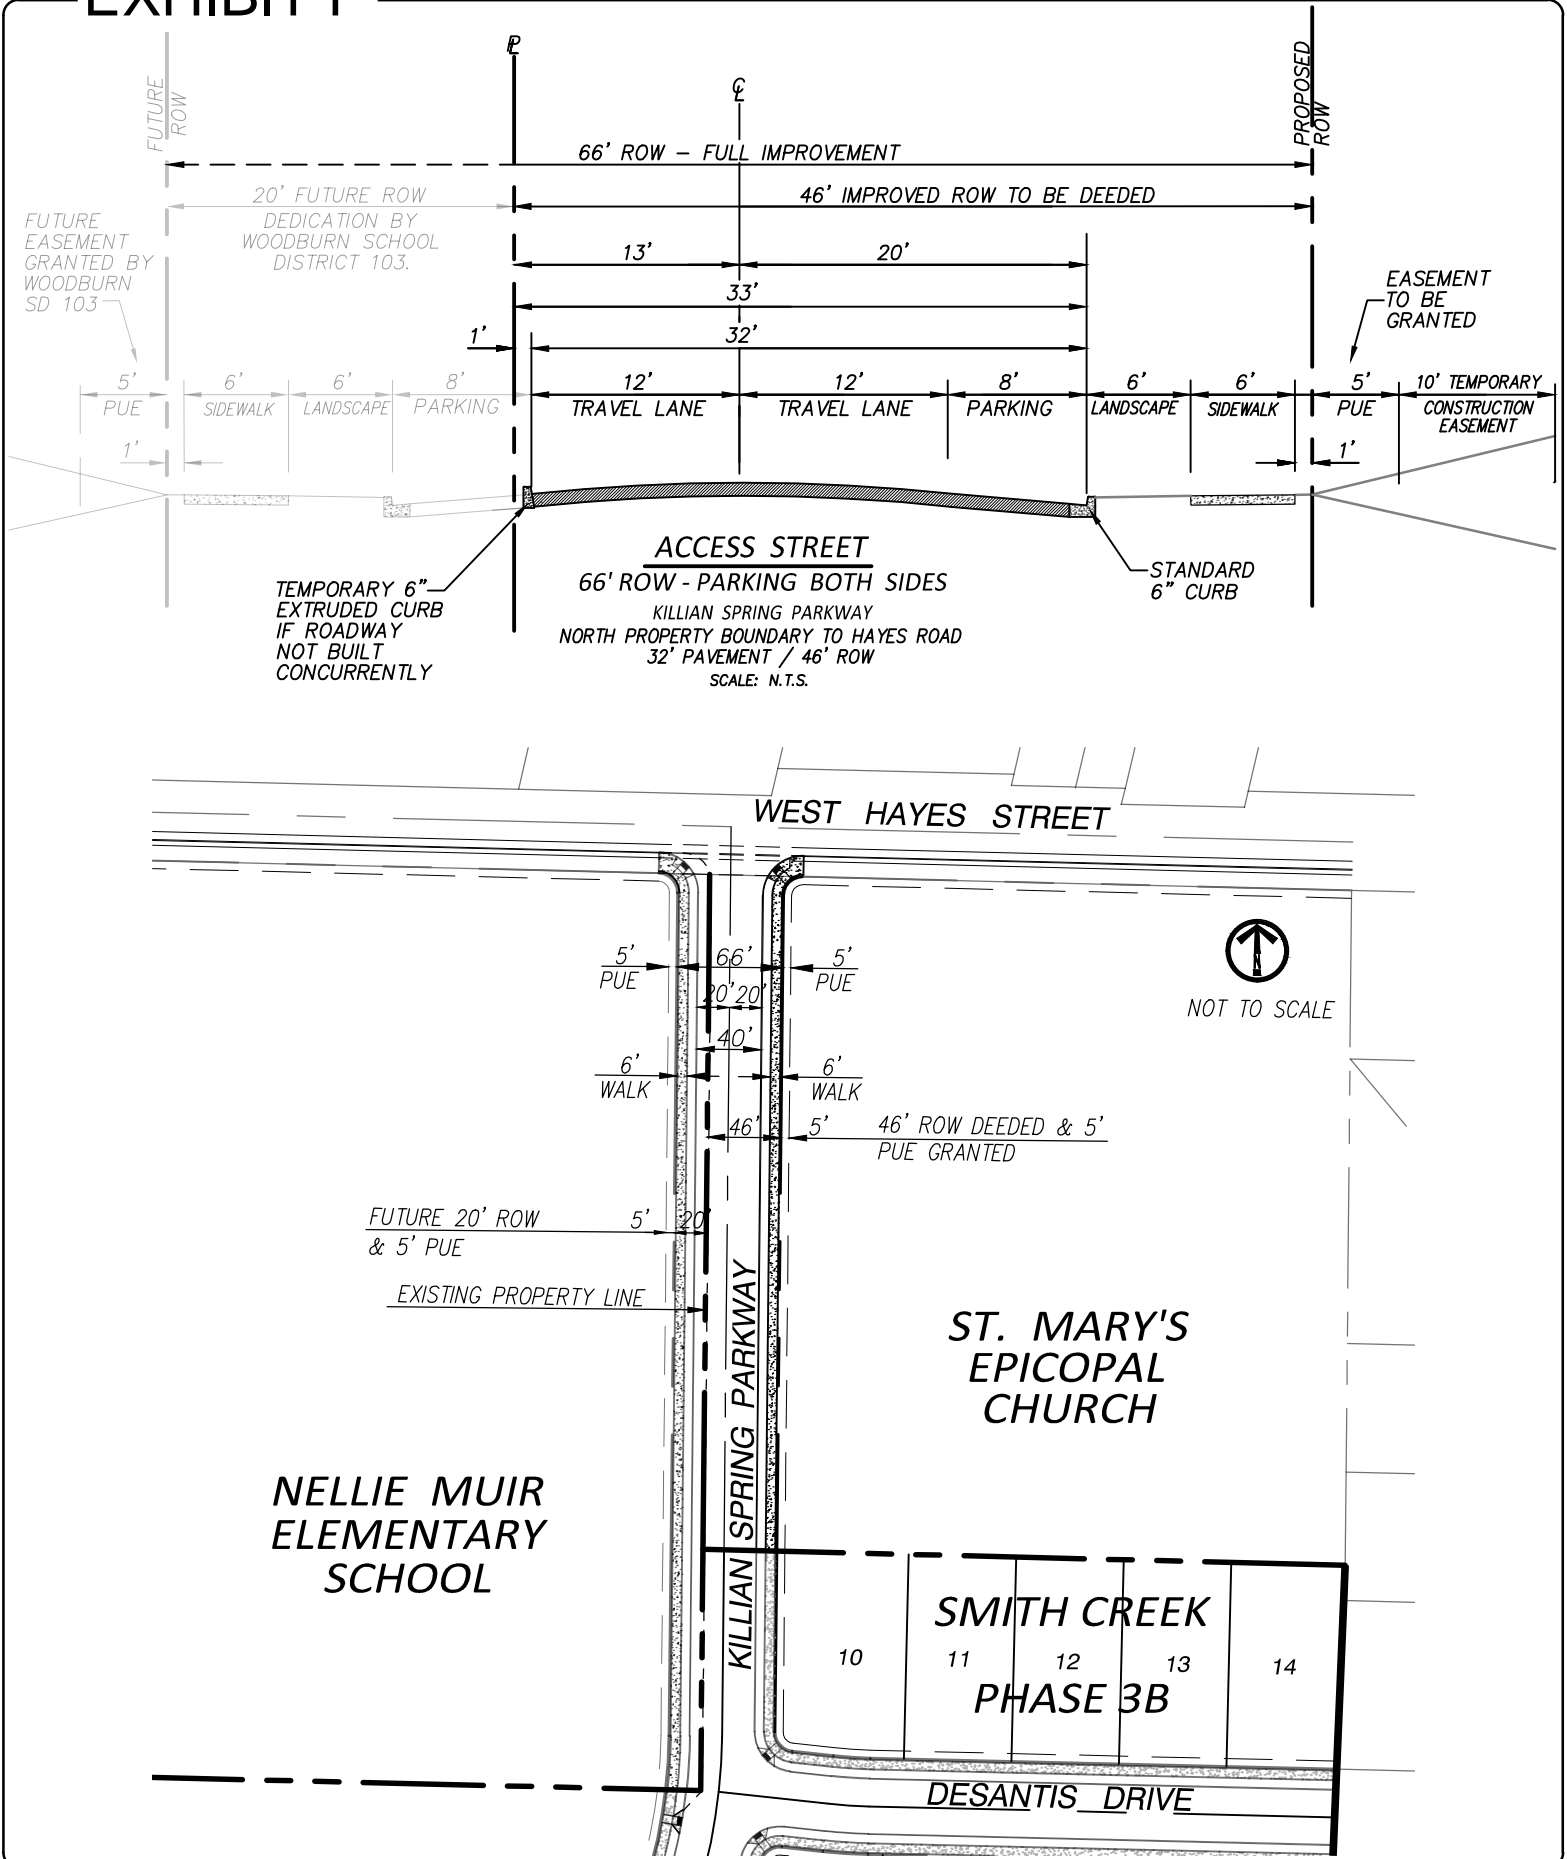 EXHIBIT
FUTURE
ROW
PL
CL
PROPOSED
ROW
66' ROW – FULL IMPROVEMENT
20' FUTURE ROW
DEDICATION BY
WOODBURN SCHOOL
DISTRICT 103.
46' IMPROVED ROW TO BE DEEDED
FUTURE
EASEMENT
GRANTED BY
WOODBURN
SD 103
13'
20'
33'
1'
32'
EASEMENT
TO BE
GRANTED
5'
PUE
6'
SIDEWALK
6'
LANDSCAPE
8'
PARKING
12'
TRAVEL LANE
12'
TRAVEL LANE
8'
PARKING
6'
LANDSCAPE
6'
SIDEWALK
5'
PUE
10' TEMPORARY
CONSTRUCTION
EASEMENT
1'
1'
TEMPORARY 6"
EXTRUDED CURB
IF ROADWAY
NOT BUILT
CONCURRENTLY
ACCESS STREET
66' ROW - PARKING BOTH SIDES
KILLIAN SPRING PARKWAY
NORTH PROPERTY BOUNDARY TO HAYES ROAD
32' PAVEMENT / 46' ROW
SCALE: N.T.S.
STANDARD
6" CURB
WEST HAYES STREET
5'
PUE
66'
5'
PUE
20' 20'
40'
6'
WALK
6'
WALK
46'
5'
46' ROW DEEDED & 5'
PUE GRANTED
N
NOT TO SCALE
FUTURE 20' ROW
& 5' PUE
5'
20'
EXISTING PROPERTY LINE
KILLIAN SPRING PARKWAY
ST. MARY'S
EPICOPAL
CHURCH
NELLIE MUIR
ELEMENTARY
SCHOOL
SMITH CREEK
10
11
12
13
14
PHASE 3B
DESANTIS DRIVE